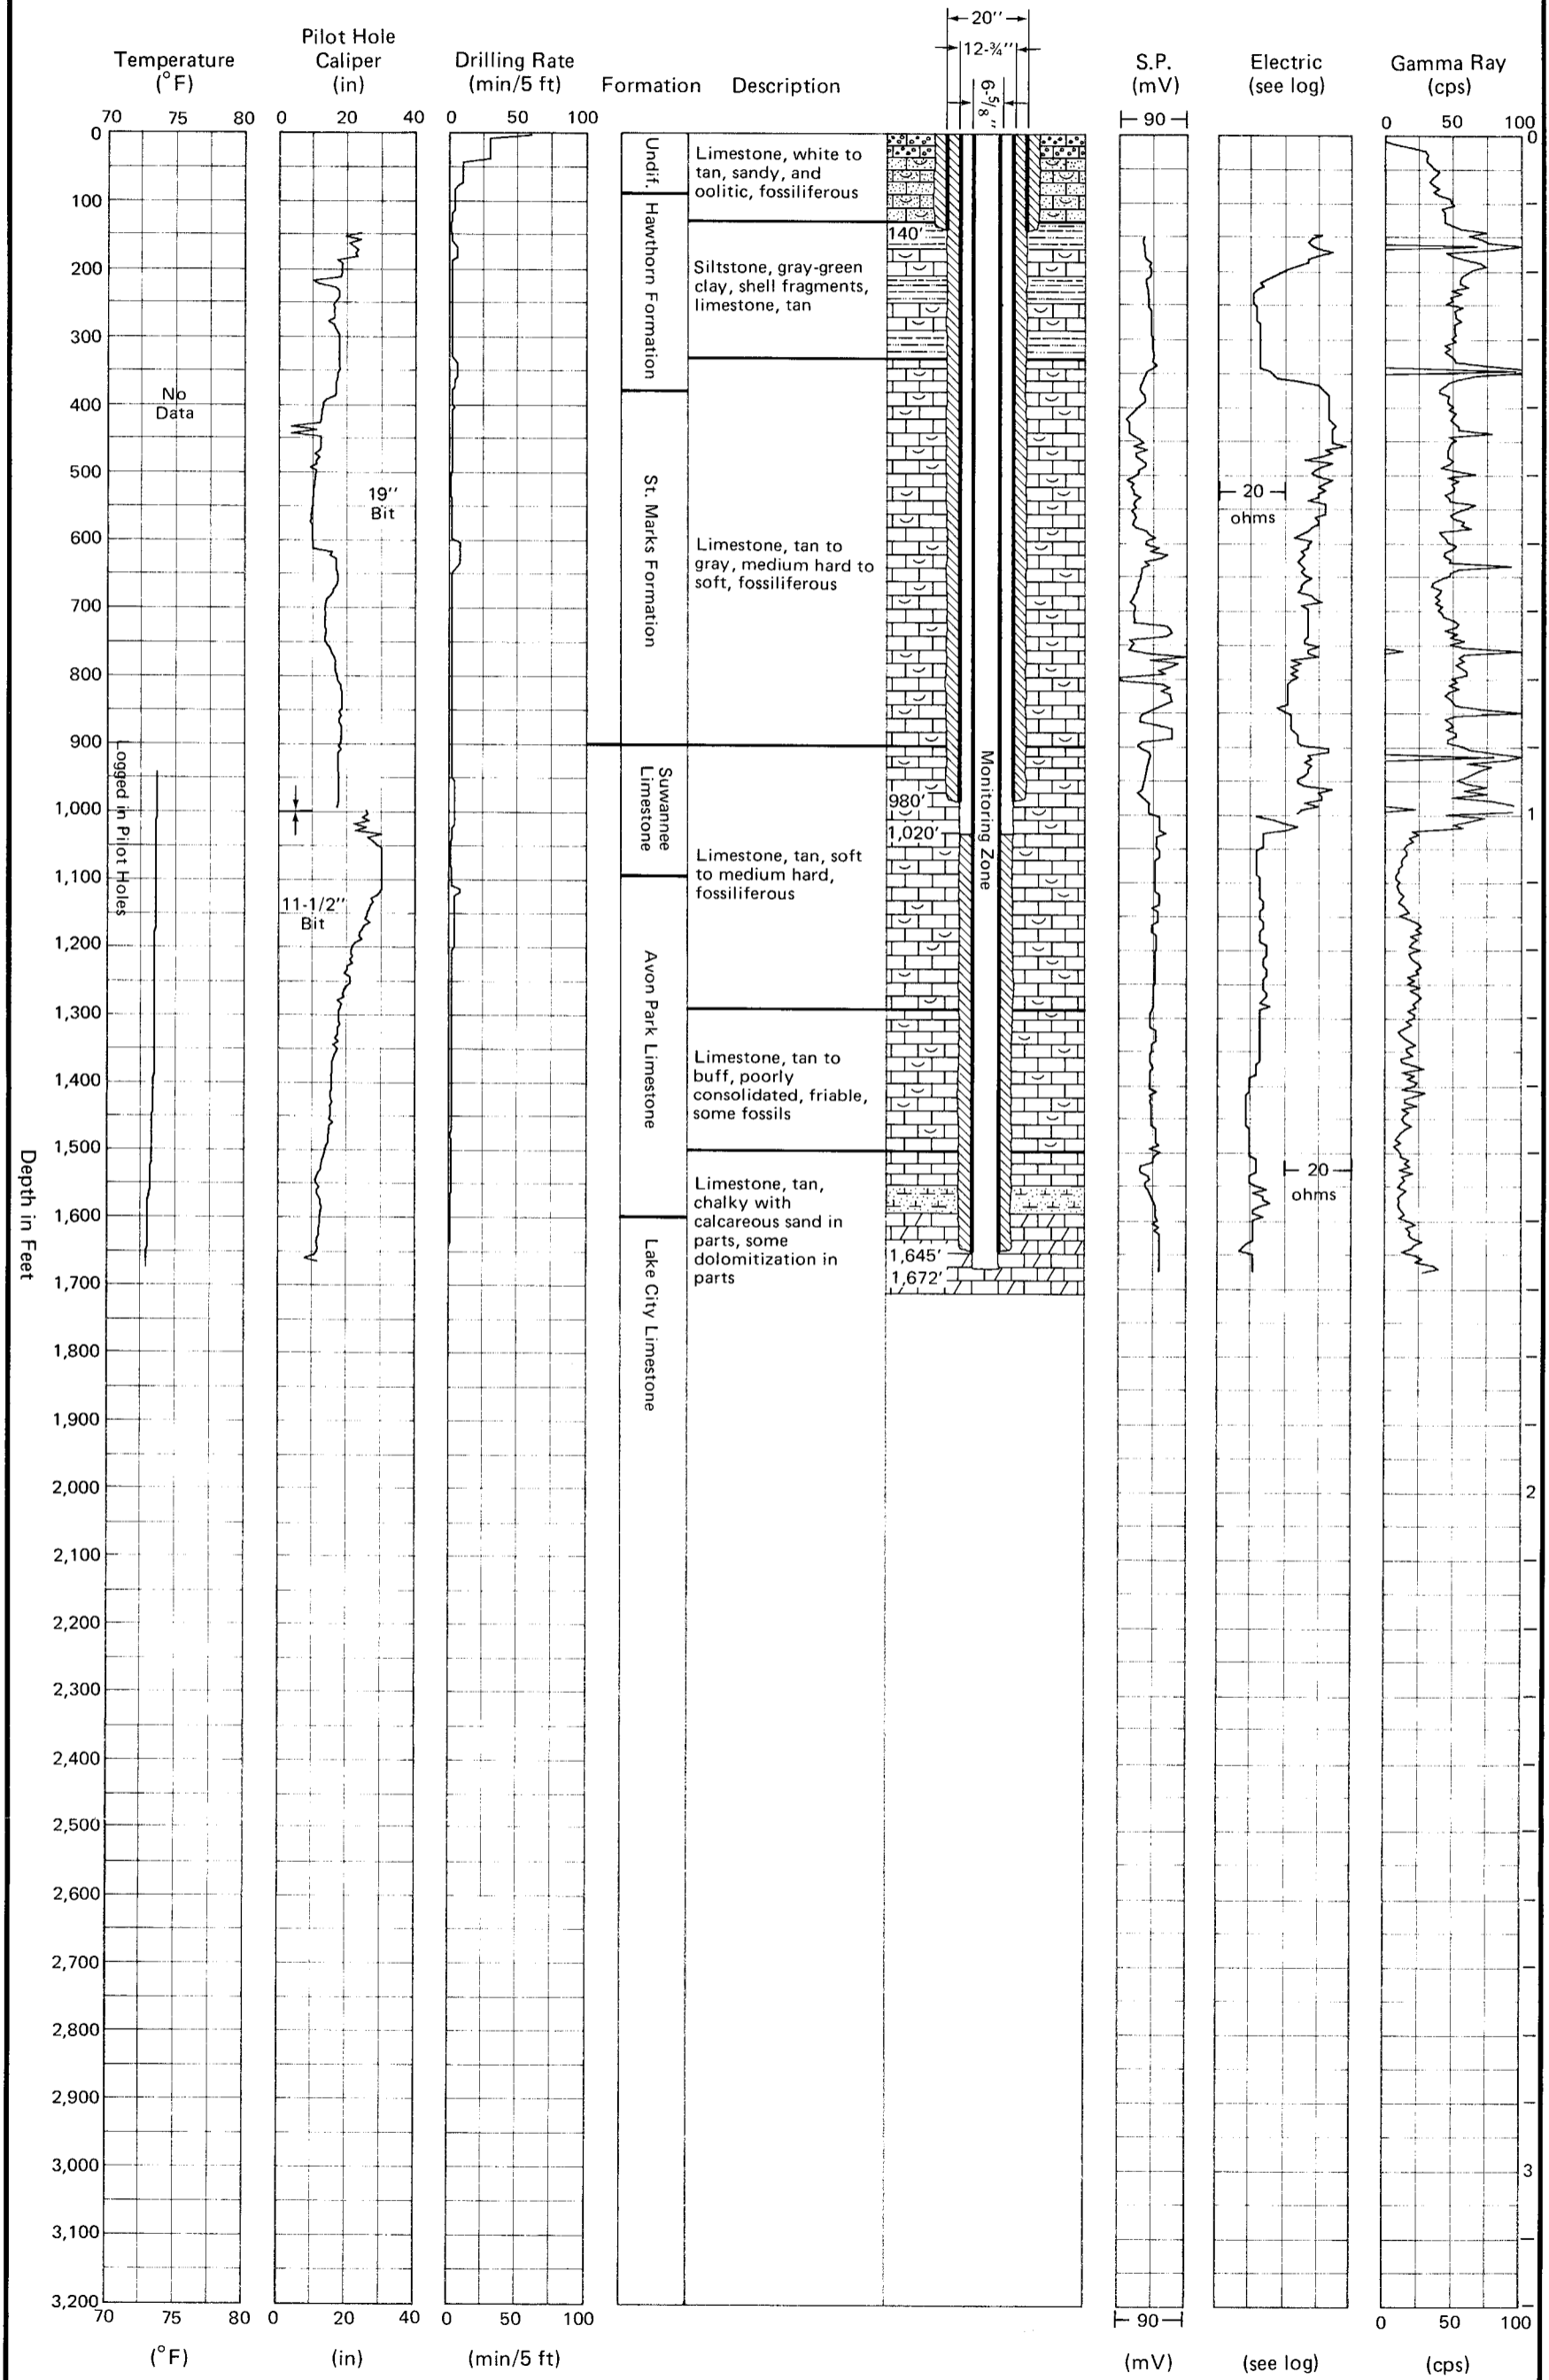 20''
12-¾''
6-5/8''
Temperature
(°F)
Pilot Hole
Caliper
(in)
Drilling Rate
(min/5 ft)
Formation
Description
S.P.
(mV)
Electric
(see log)
Gamma Ray
(cps)
70 75 80
0 20 40
0 50 100
90
0 50 100
0
100
200
300
400
500
600
700
800
900
1,000
1,100
1,200
1,300
1,400
1,500
1,600
1,700
1,800
1,900
2,000
2,100
2,200
2,300
2,400
2,500
2,600
2,700
2,800
2,900
3,000
3,100
3,200
Depth in Feet
No
Data
Logged in Pilot Holes
19''
Bit
11-1/2''
Bit
Undif.
Hawthorn Formation
St. Marks Formation
Suwannee
Limestone
Avon Park Limestone
Lake City Limestone
Limestone, white to
tan, sandy, and
oolitic, fossiliferous
Siltstone, gray-green
clay, shell fragments,
limestone, tan
Limestone, tan to
gray, medium hard to
soft, fossiliferous
Limestone, tan, soft
to medium hard,
fossiliferous
Limestone, tan to
buff, poorly
consolidated, friable,
some fossils
Limestone, tan,
chalky with
calcareous sand in
parts, some
dolomitization in
parts
140'
980'
1,020'
1,645'
1,672'
Monitoring Zone
20
ohms
20
ohms
0
1
2
3
70 75 80
0 20 40
0 50 100
90
0 50 100
(°F)
(in)
(min/5 ft)
(mV)
(see log)
(cps)